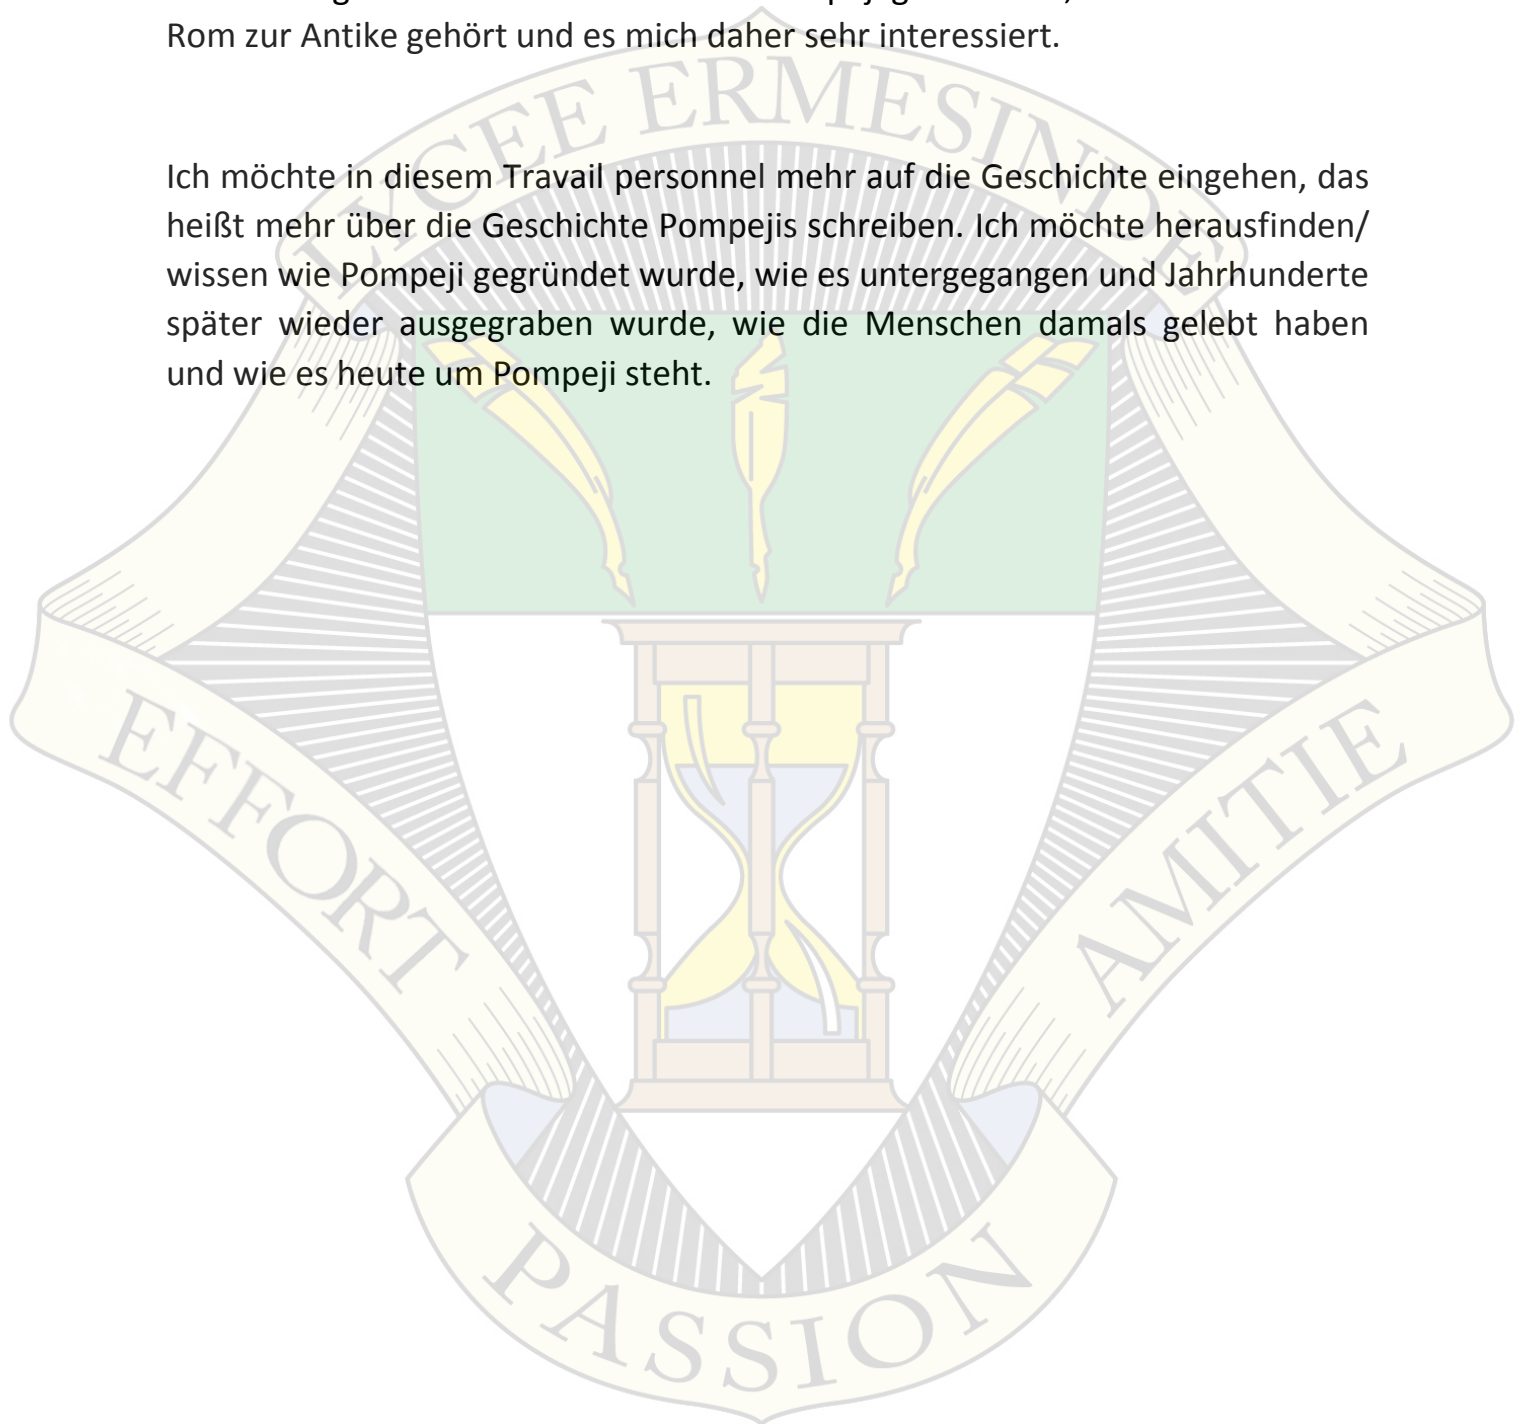 Rom zur Antike gehört und es mich daher sehr interessiert.
Ich möchte in diesem Travail personnel mehr auf die Geschichte eingehen, das
heißt mehr über die Geschichte Pompejis schreiben. Ich möchte herausfinden/
wissen wie Pompeji gegründet wurde, wie es untergegangen und Jahrhunderte
später wieder ausgegraben wurde, wie die Menschen damals gelebt haben
und wie es heute um Pompeji steht.
LYCEE ERMESINDE
EFFORT
AMITIE
PASSION